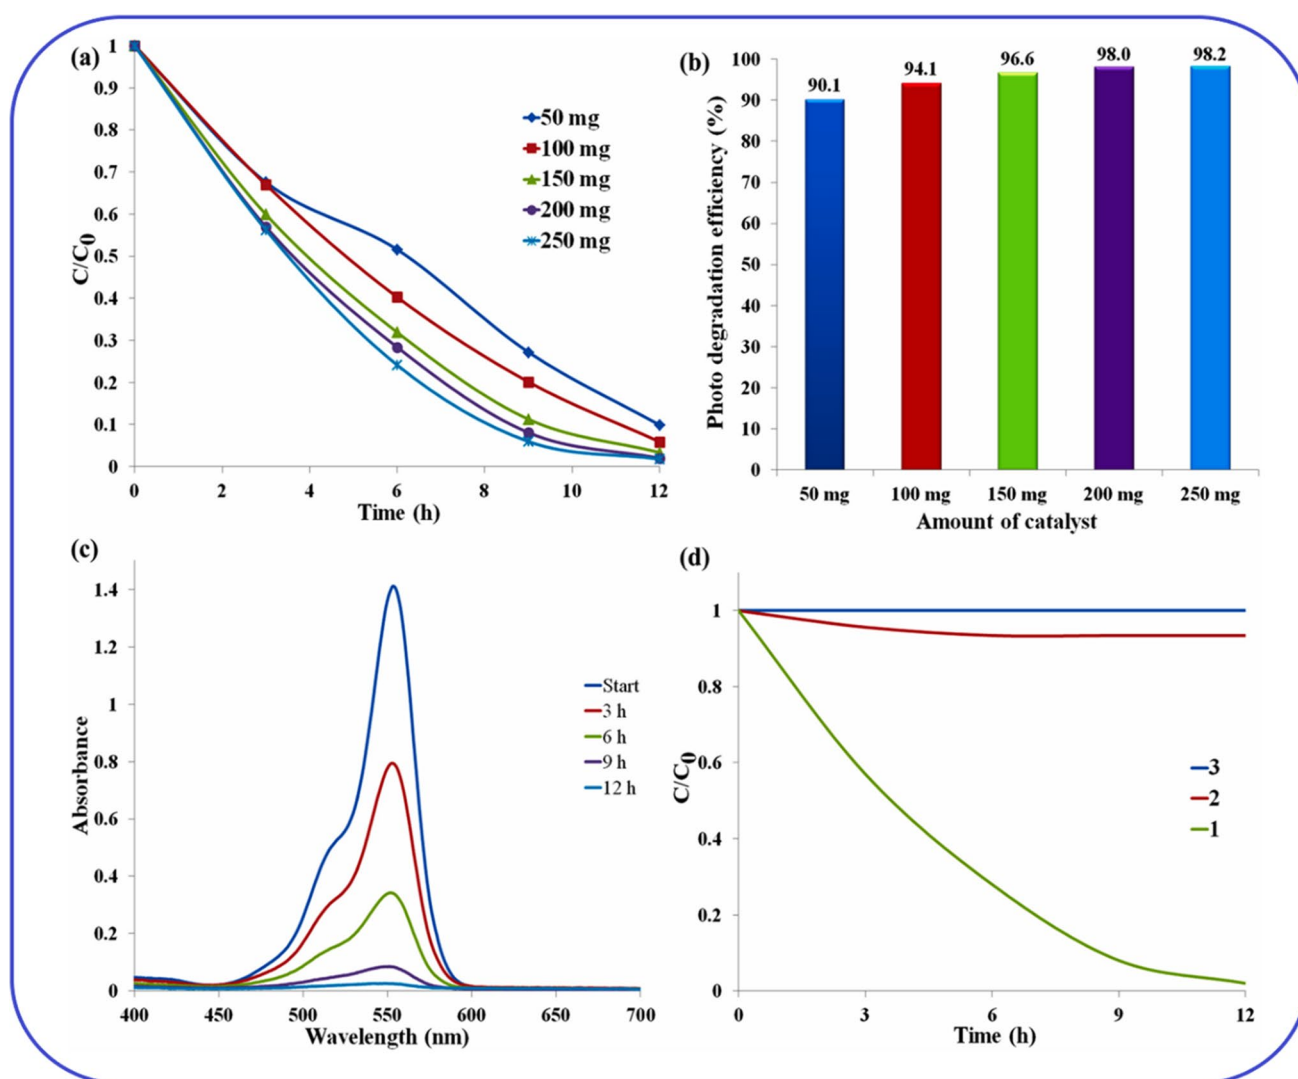 (a)
1
0.9
0.8
0.7
0.6
0.5
0.4
0.3
0.2
0.1
0
C/C0
50 mg
100 mg
150 mg
200 mg
250 mg
0 2 4 6 8 10 12
Time (h)
(b)
100
90
80
70
60
50
40
30
20
10
0
Photo degradation efficiency (%)
90.1 94.1 96.6 98.0 98.2
50 mg 100 mg 150 mg 200 mg 250 mg
Amount of catalyst
(c)
1.4
1.2
1
0.8
0.6
0.4
0.2
0
Absorbance
Start
3 h
6 h
9 h
12 h
400 450 500 550 600 650 700
Wavelength (nm)
(d)
1
0.8
0.6
0.4
0.2
0
C/C0
3
2
1
0 3 6 9 12
Time (h)